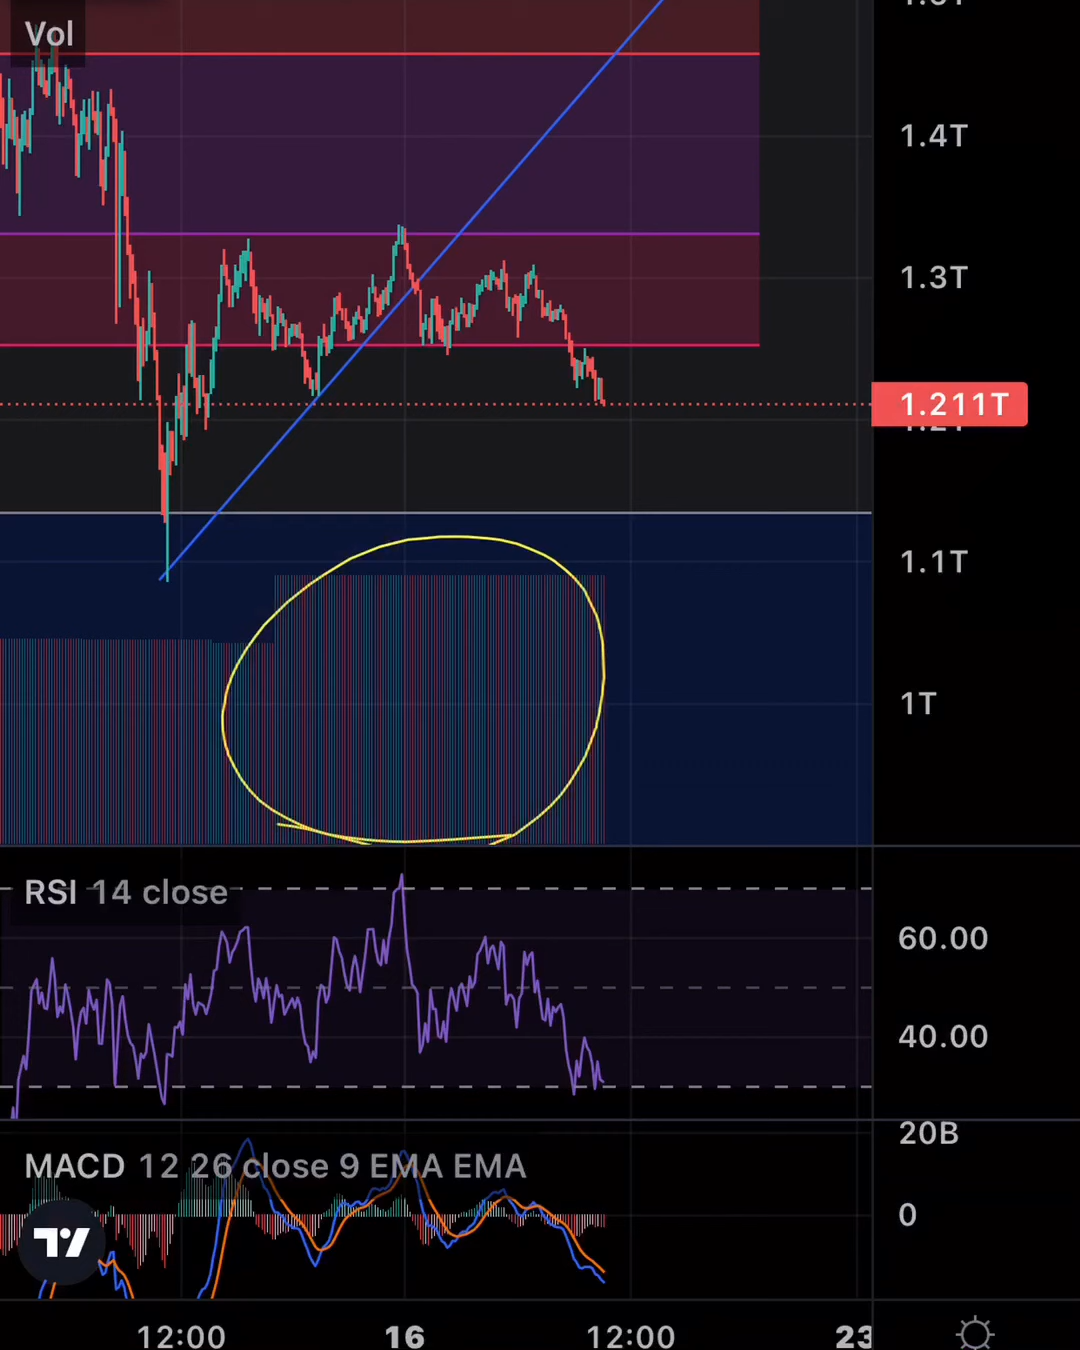 Vol
1.4T
1.3T
1.211T
1.1T
1T
RSI 14 close
60.00
40.00
20B
MACD 12 26 close 9 EMA EMA
0
12:00 16 12:00 23